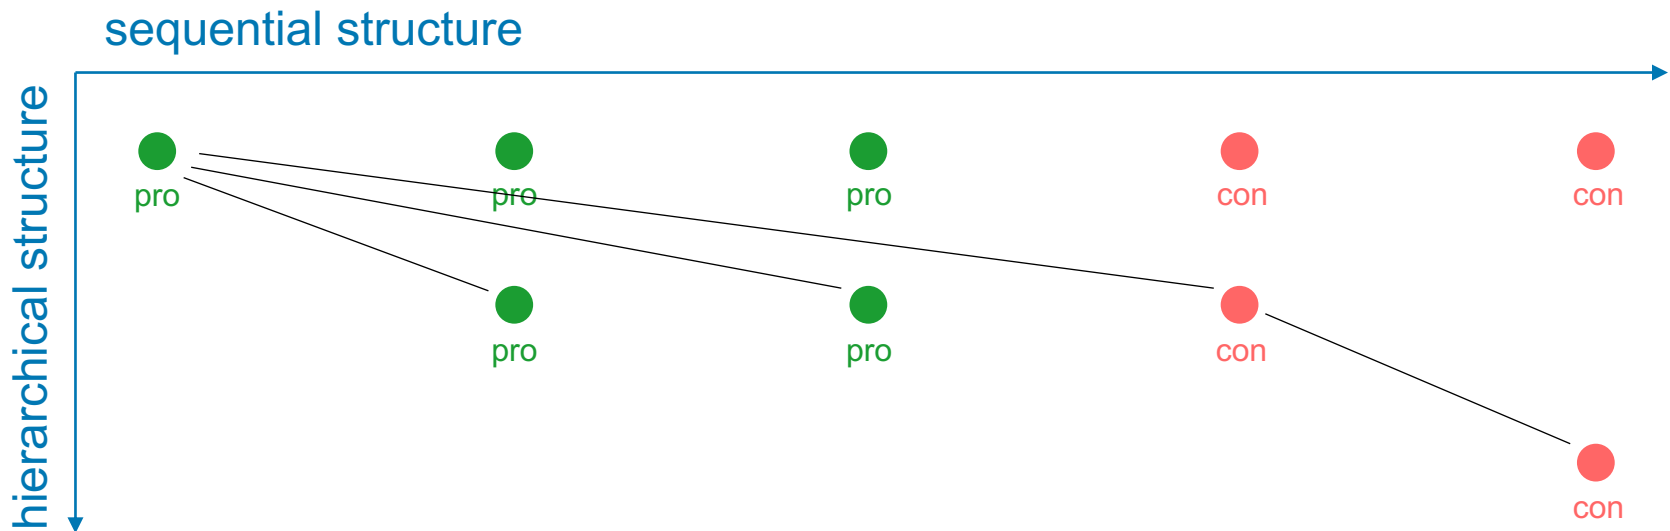 sequential structure
hierarchical structure
pro pro pro con con
pro pro con
con